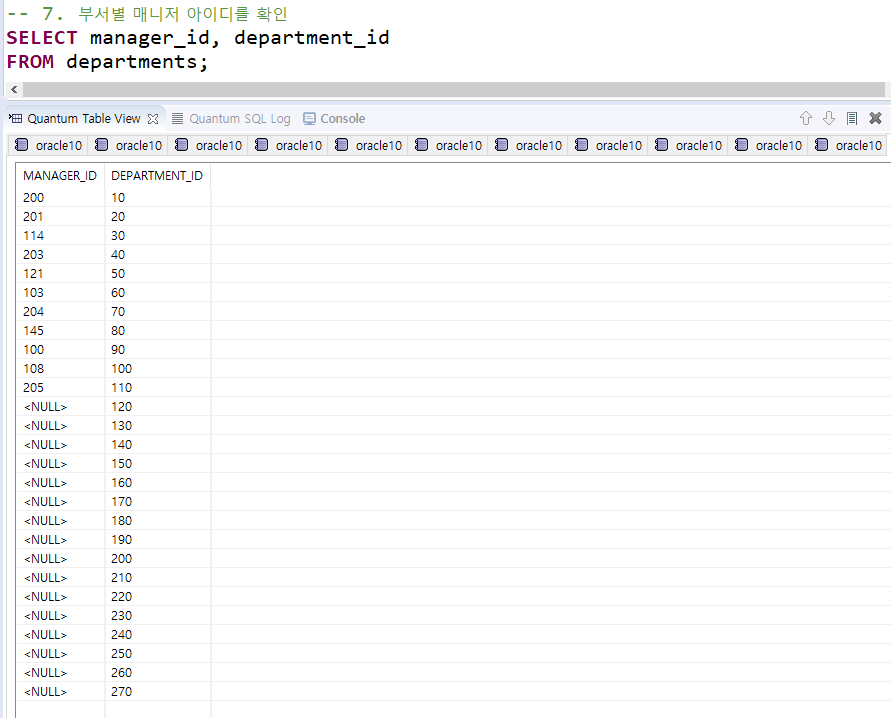 -- 7. 부서별 매니저 아이디를 확인
SELECT manager_id, department_id
FROM departments;
Quantum Table View Quantum SQL Log Console
oracle10 oracle10 oracle10 oracle10 oracle10 oracle10 oracle10 oracle10 oracle10 oracle10 oracle10
MANAGER_ID DEPARTMENT_ID
200 10
201 20
114 30
203 40
121 50
103 60
204 70
145 80
100 90
108 100
205 110
<NULL> 120
<NULL> 130
<NULL> 140
<NULL> 150
<NULL> 160
<NULL> 170
<NULL> 180
<NULL> 190
<NULL> 200
<NULL> 210
<NULL> 220
<NULL> 230
<NULL> 240
<NULL> 250
<NULL> 260
<NULL> 270